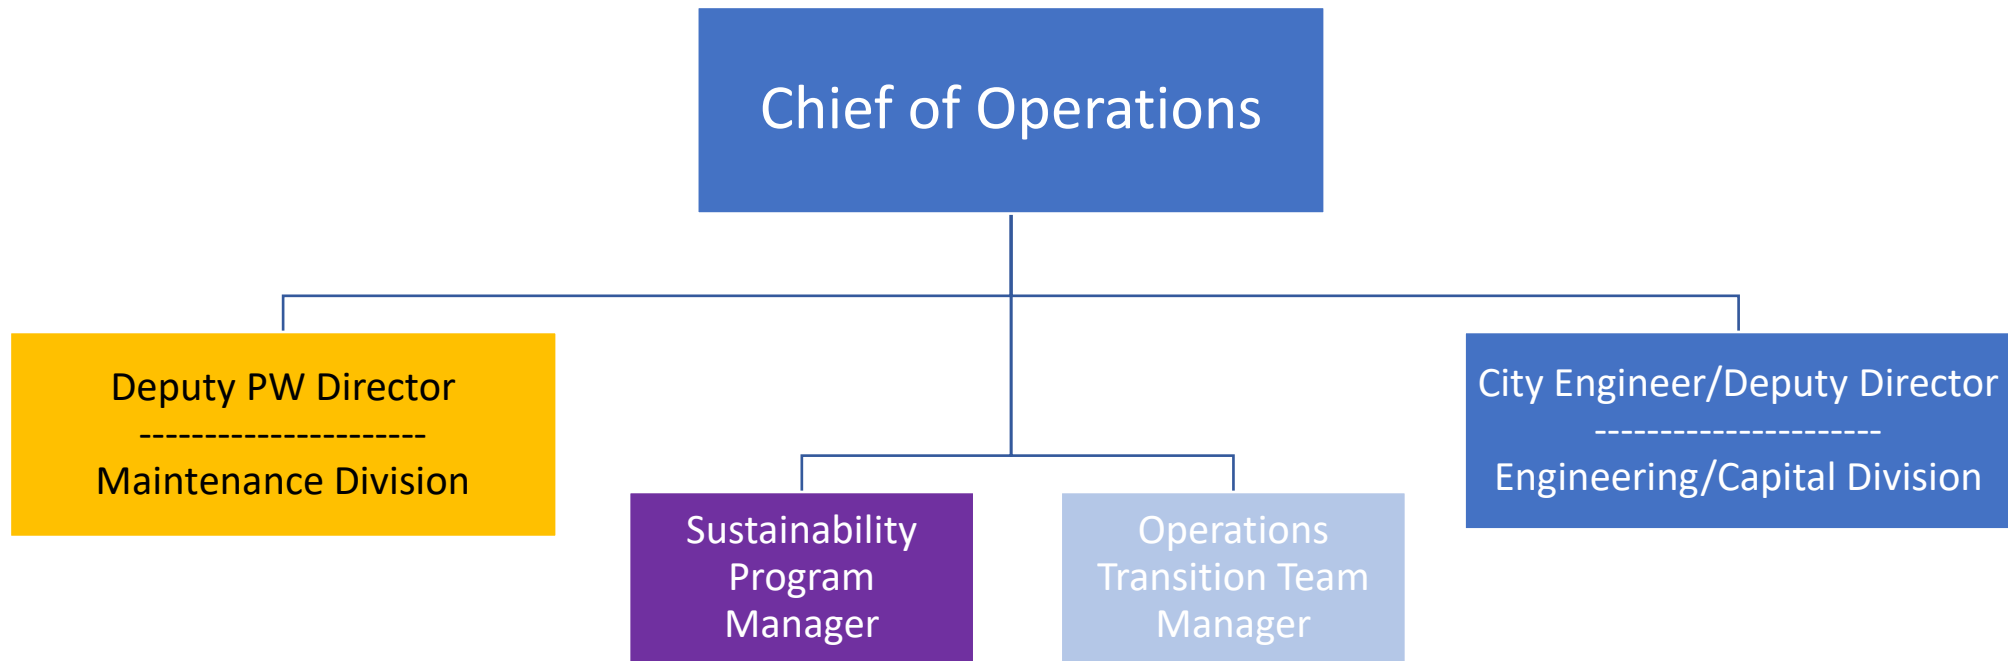 Chief of Operations
Deputy PW Director
----------------------
Maintenance Division
Sustainability
Program
Manager
Operations
Transition Team
Manager
City Engineer/Deputy Director
----------------------
Engineering/Capital Division